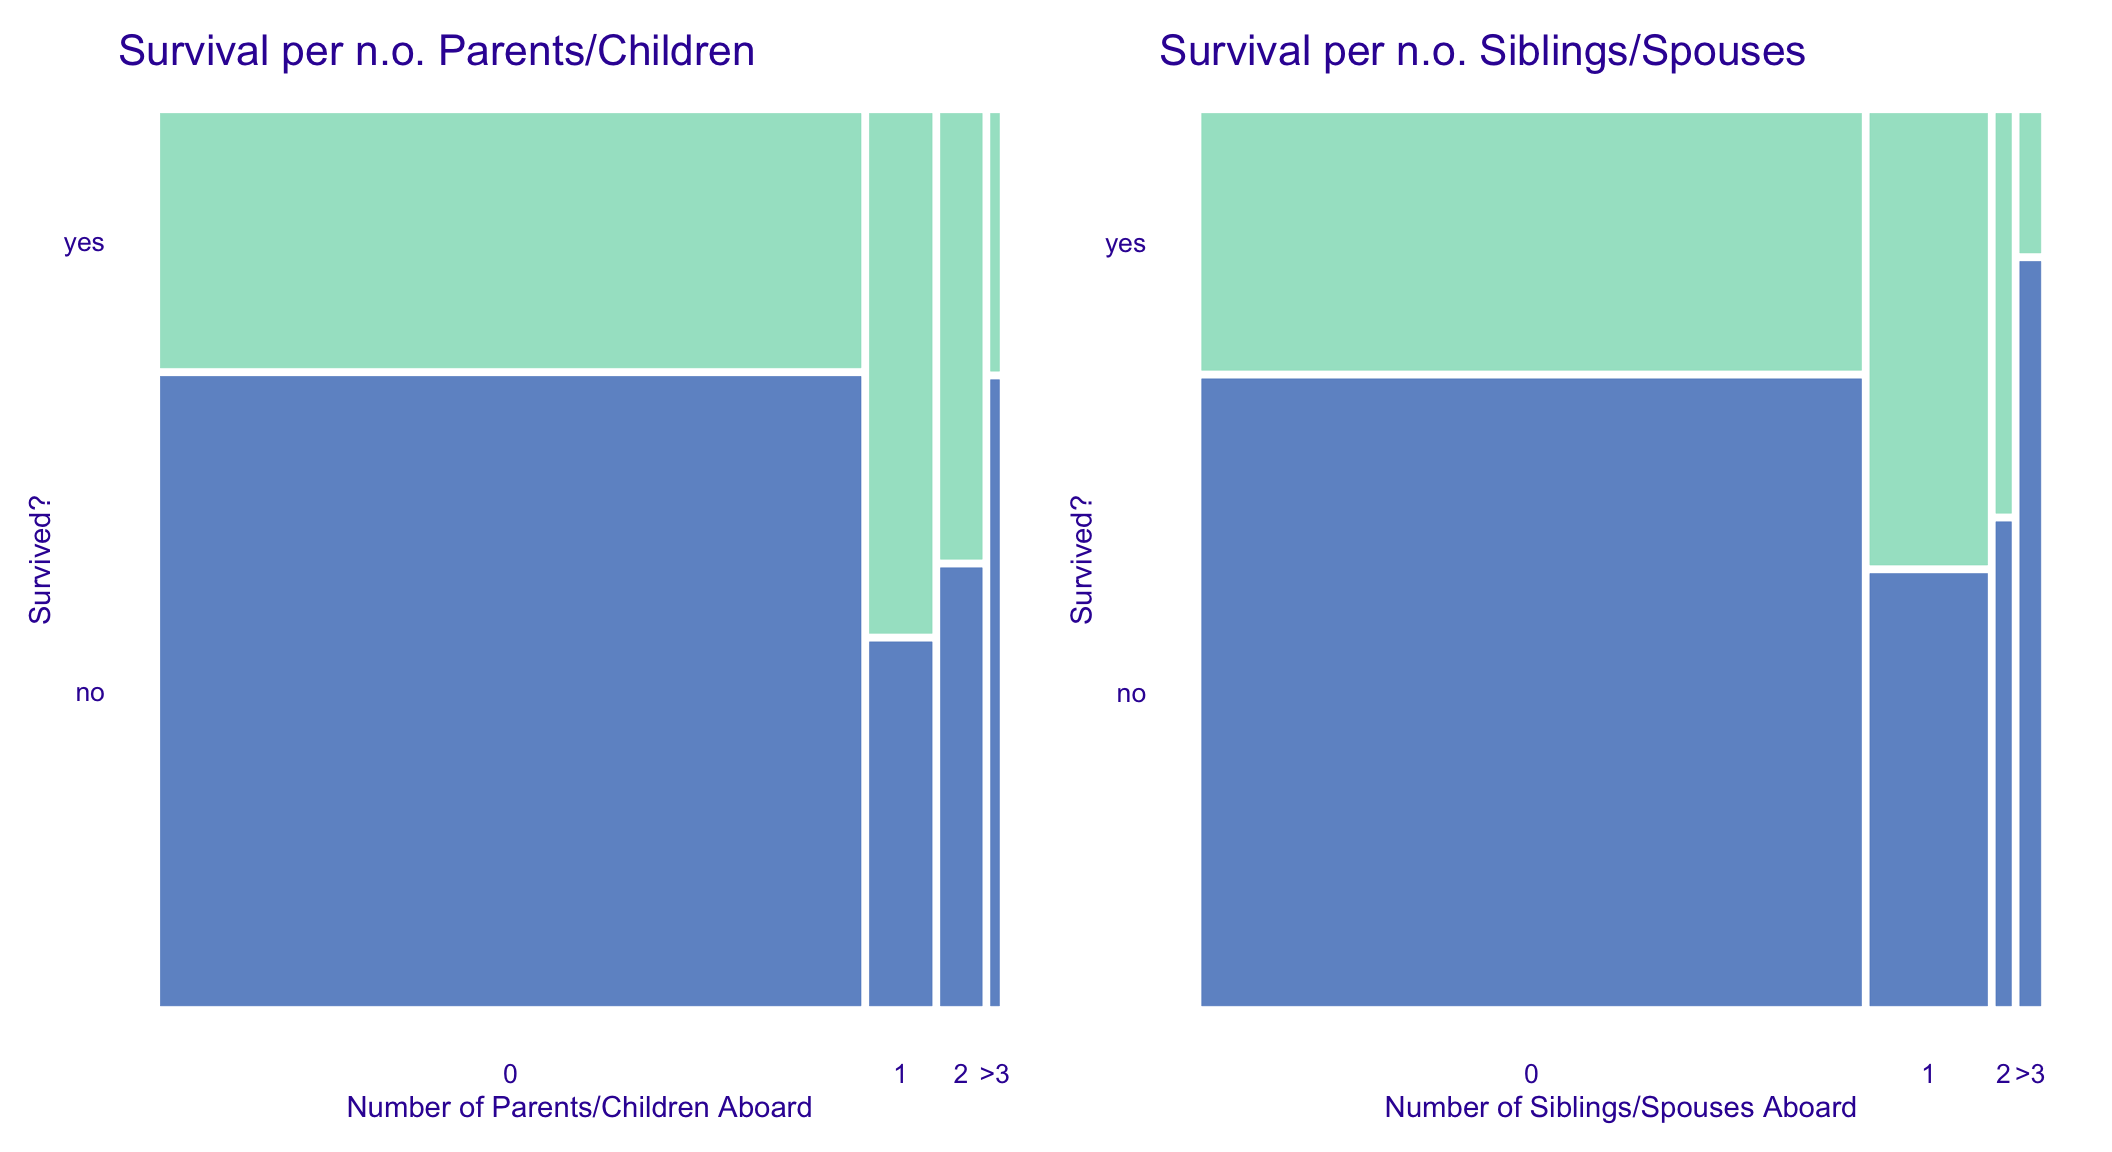 Survival per n.o. Parents/Children
yes
no
Survived?
0 1 2 >3
Number of Parents/Children Aboard
Survival per n.o. Siblings/Spouses
yes
no
Survived?
0 1 2 >3
Number of Siblings/Spouses Aboard